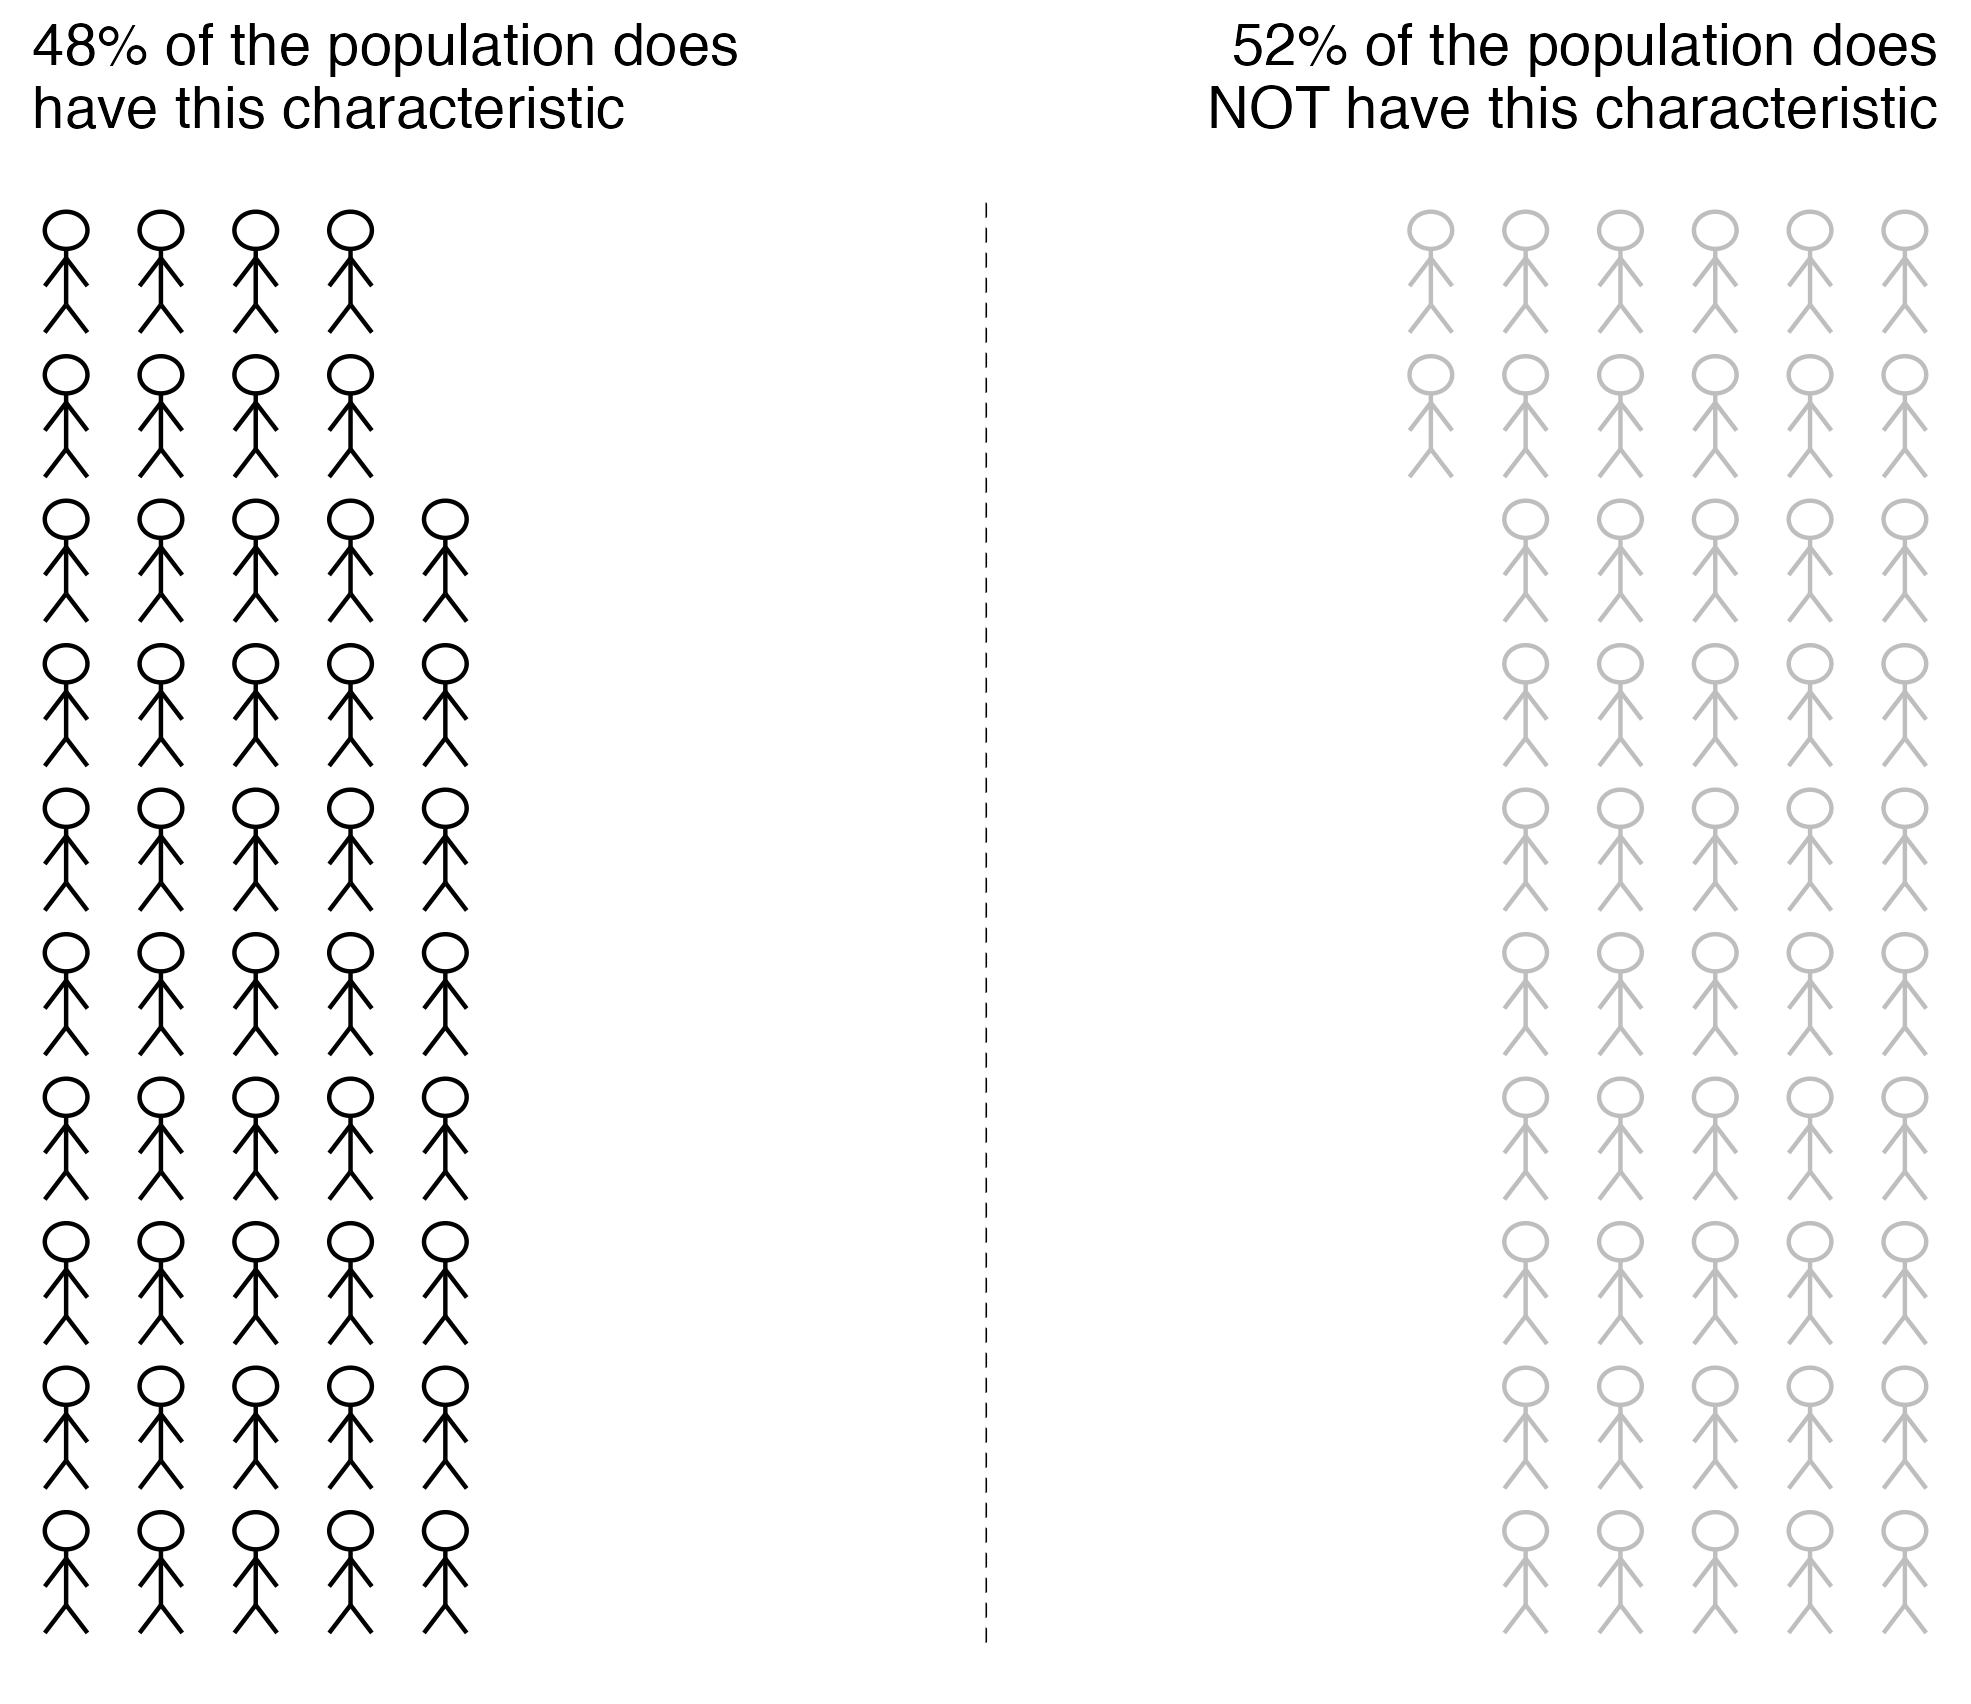 48% of the population does
have this characteristic
52% of the population does
NOT have this characteristic